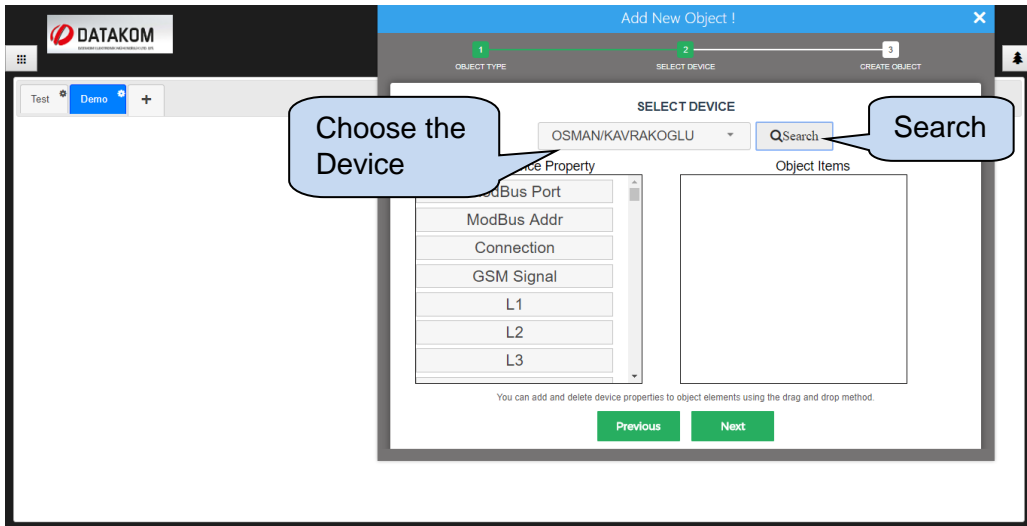 Add New Object !
DATAKOM
1
2
3
OBJECT TYPE
SELECT DEVICE
CREATE OBJECT
Test
Demo
+
SELECT DEVICE
Choose the
Device
OSMAN/KAVRAKOGLU
Search
Search
Property
Object Items
Bus Port
ModBus Addr
Connection
GSM Signal
L1
L2
L3
You can add and delete device properties to object elements using the drag and drop method.
Previous
Next